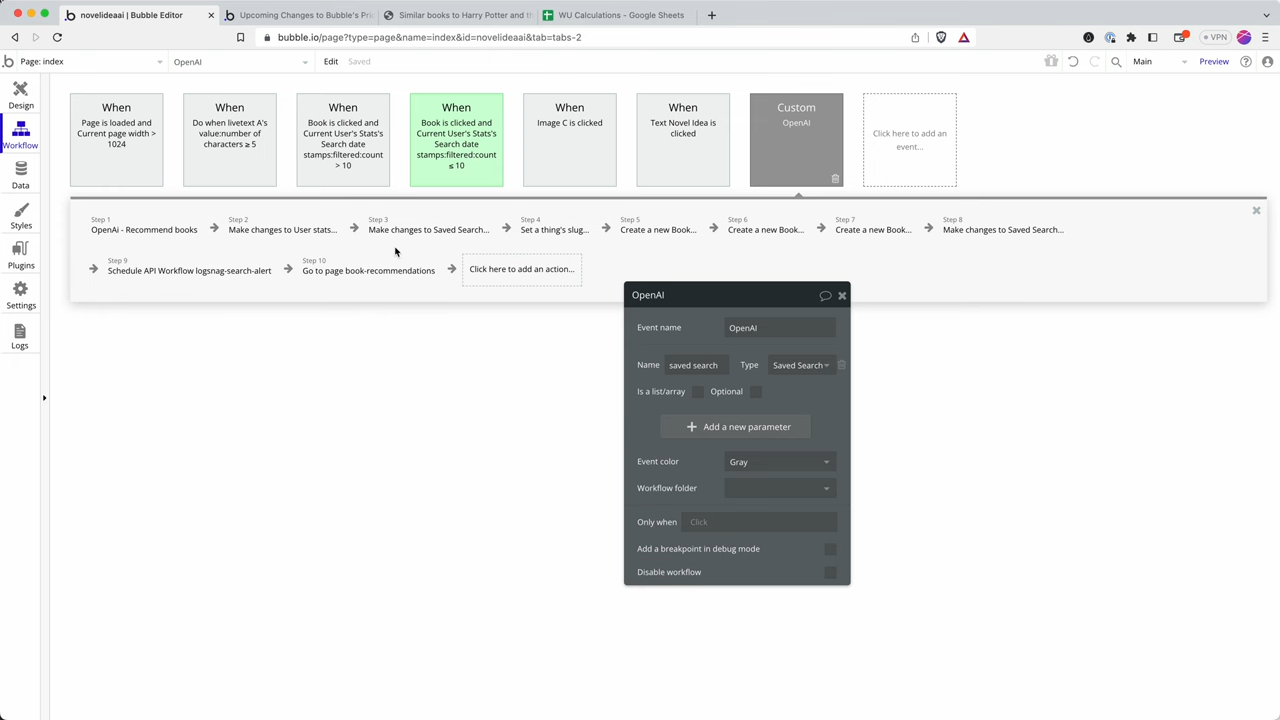 novelideaai | Bubble Editor
Upcoming Changes to Bubble's Pri
Similar books to Harry Potter and th
WU Calculations - Google Sheets
bubble.io/page?type=page&name=index&id=novelideaai&tab=tabs-2
VPN
Page: index
OpenAI
Edit
Saved
Main
Preview
Design
Workflow
Data
Styles
Plugins
Settings
Logs
When
Page is loaded and
Current page width >
1024
When
Do when livetext A's
value:number of
characters ≥ 5
When
Book is clicked and
Current User's Stats's
Search date
stamps:filtered:count
> 10
When
Book is clicked and
Current User's Stats's
Search date
stamps:filtered:count
≤ 10
When
Image C is clicked
When
Text Novel Idea is
clicked
Custom
OpenAI
Click here to add an
event...
Step 1
OpenAi - Recommend books
Step 2
Make changes to User stats...
Step 3
Make changes to Saved Search...
Step 4
Set a thing's slug...
Step 5
Create a new Book...
Step 6
Create a new Book...
Step 7
Create a new Book...
Step 8
Make changes to Saved Search...
Step 9
Schedule API Workflow logsnag-search-alert
Step 10
Go to page book-recommendations
Click here to add an action...
OpenAI
Event name
OpenAI
Name
saved search
Type
Saved Search
Is a list/array
Optional
Add a new parameter
Event color
Gray
Workflow folder
Only when
Click
Add a breakpoint in debug mode
Disable workflow